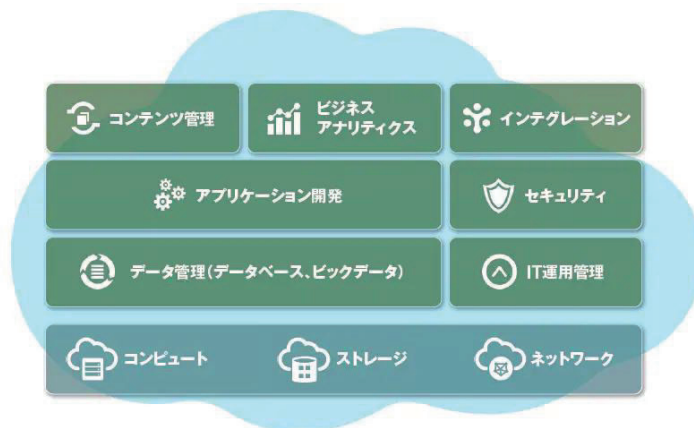 コンテンツ管理
ビジネス
アナリティクス
インテグレーション
アプリケーション開発
セキュリティ
データ管理(データベース、ビックデータ)
IT運用管理
コンピュート
ストレージ
ネットワーク